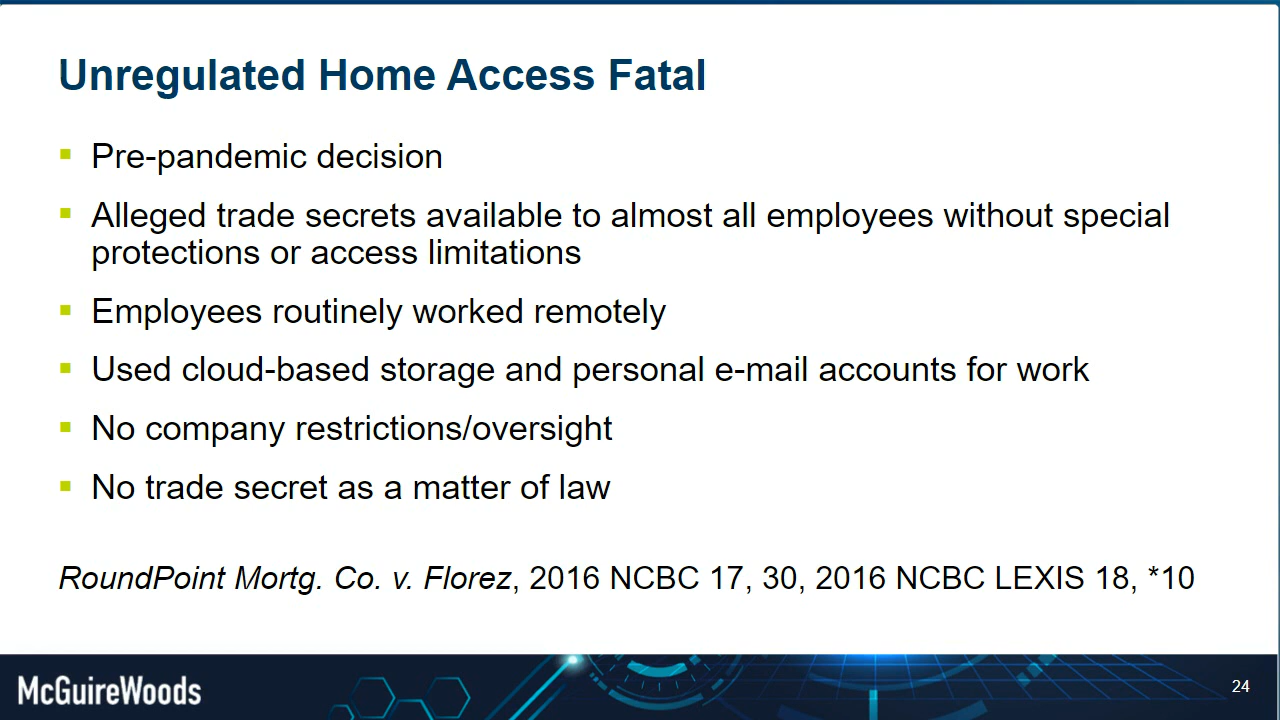 Unregulated Home Access Fatal
▪ Pre-pandemic decision
▪ Alleged trade secrets available to almost all employees without special
protections or access limitations
▪ Employees routinely worked remotely
▪ Used cloud-based storage and personal e-mail accounts for work
▪ No company restrictions/oversight
▪ No trade secret as a matter of law
RoundPoint Mortg. Co. v. Florez, 2016 NCBC 17, 30, 2016 NCBC LEXIS 18, *10
McGuireWoods
24